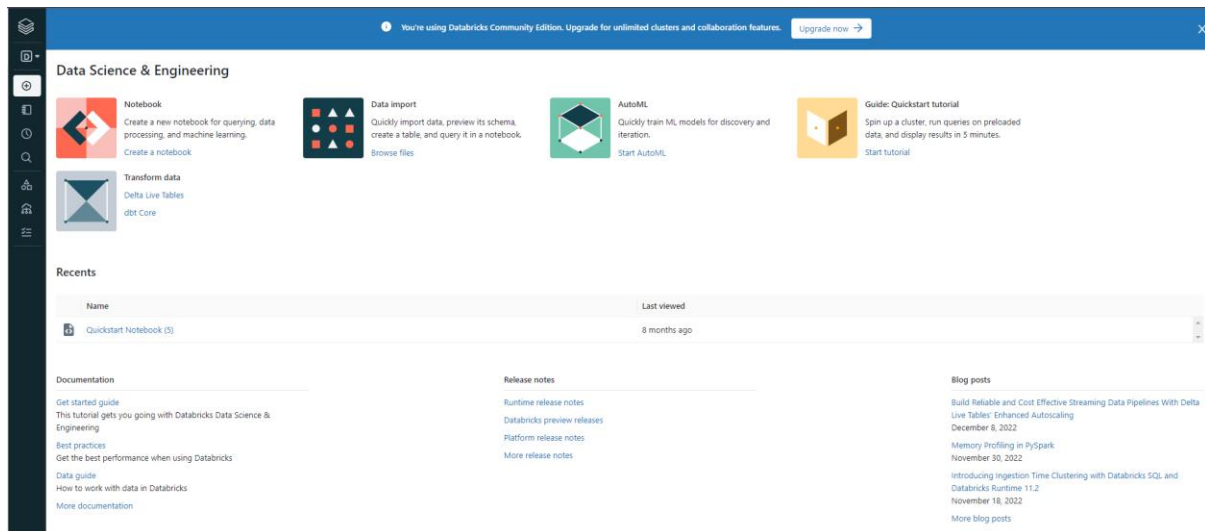 You're using Databricks Community Edition. Upgrade for unlimited clusters and collaboration features.
Upgrade now →
X
D
Data Science & Engineering
Notebook
Create a new notebook for querying, data
processing, and machine learning.
Create a notebook
Data import
Quickly import data, preview its schema,
create a table, and query it in a notebook.
Browse files
AutoML
Quickly train ML models for discovery and
iteration.
Start AutoML
Guide: Quickstart tutorial
Spin up a cluster, run queries on preloaded
data, and display results in 5 minutes.
Start tutorial
Transform data
Delta Live Tables
dbt Core
Recents
Name
Last viewed
Quickstart Notebook (5)
8 months ago
Documentation
Get started guide
This tutorial gets you going with Databricks Data Science &
Engineering
Best practices
Get the best performance when using Databricks
Data guide
How to work with data in Databricks
More documentation
Release notes
Runtime release notes
Databricks preview releases
Platform release notes
More release notes
Blog posts
Build Reliable and Cost Effective Streaming Data Pipelines With Delta
Live Tables' Enhanced Autoscaling
December 8, 2022
Memory Profiling in PySpark
November 30, 2022
Introducing Ingestion Time Clustering with Databricks SQL and
Databricks Runtime 11.2
November 18, 2022
More blog posts